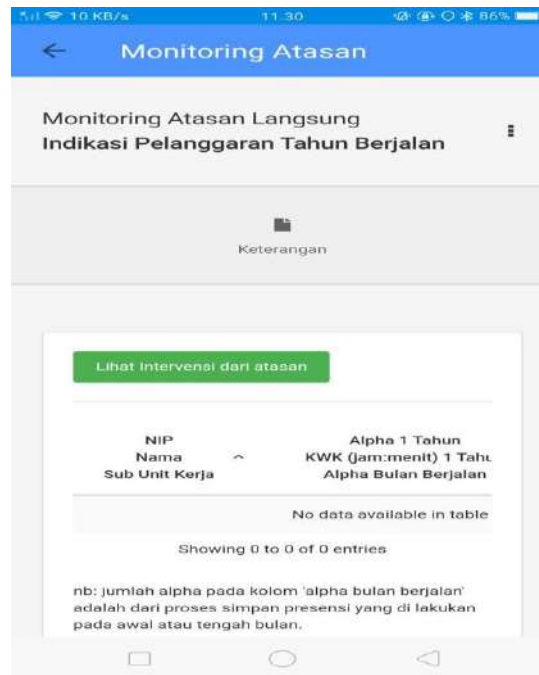 10 KB/s 11.30 86%
Monitoring Atasan
Monitoring Atasan Langsung
Indikasi Pelanggaran Tahun Berjalan
Keterangan
Lihat Intervensi dari atasan
NIP
Nama
Sub Unit Kerja
Alpha 1 Tahun
KWK (jam:menit) 1 Tahu
Alpha Bulan Berjalan
No data available in table
Showing 0 to 0 of 0 entries
nb: jumlah alpha pada kolom 'alpha bulan berjalan'
adalah dari proses simpan presensi yang di lakukan
pada awal atau tengah bulan.